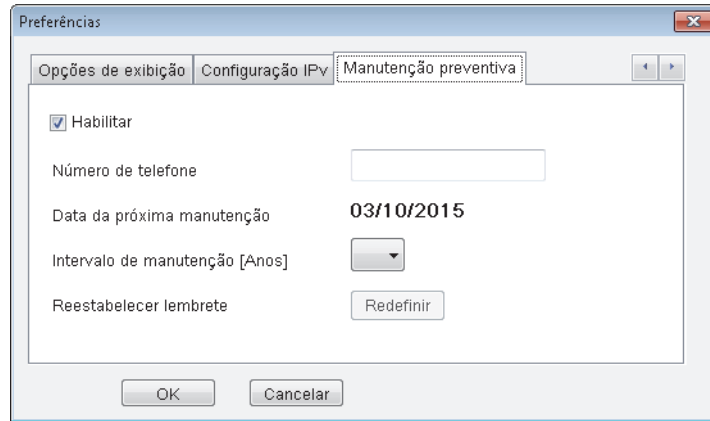 Preferências
Opções de exibição Configuração IPv Manutenção preventiva
Habilitar
Número de telefone
Data da próxima manutenção 03/10/2015
Intervalo de manutenção [Anos]
Reestabelecer lembrete Redefinir
OK Cancelar